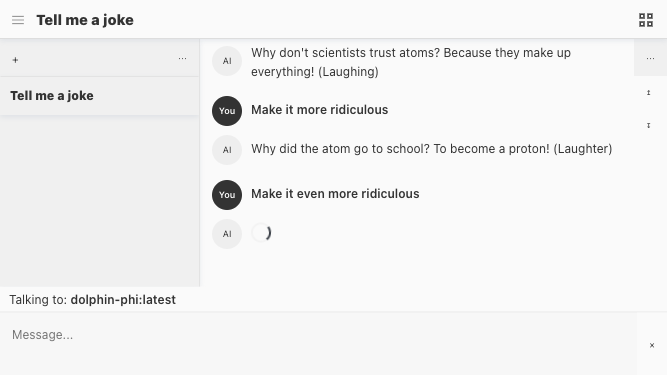 Tell me a joke
+ ...
Tell me a joke
AI
Why don't scientists trust atoms? Because they make up
everything! (Laughing)
...
You
Make it more ridiculous
AI
Why did the atom go to school? To become a proton! (Laughter)
You
Make it even more ridiculous
AI
Talking to: dolphin-phi:latest
Message...